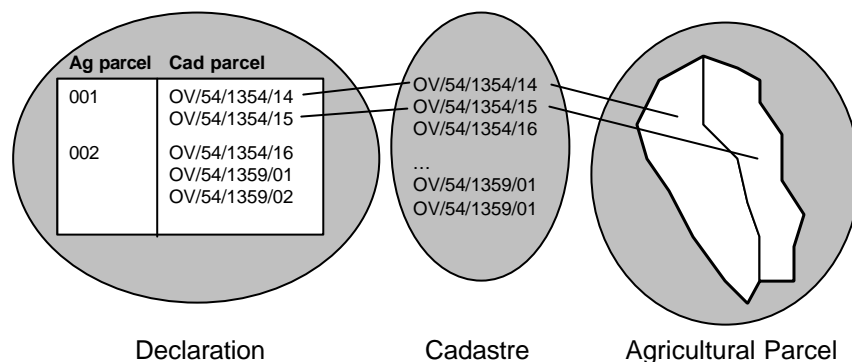 Ag parcel Cad parcel
001 OV/54/1354/14
OV/54/1354/15
002 OV/54/1354/16
OV/54/1359/01
OV/54/1359/02
OV/54/1354/14
OV/54/1354/15
OV/54/1354/16
...
OV/54/1359/01
OV/54/1359/01
Declaration Cadastre Agricultural Parcel